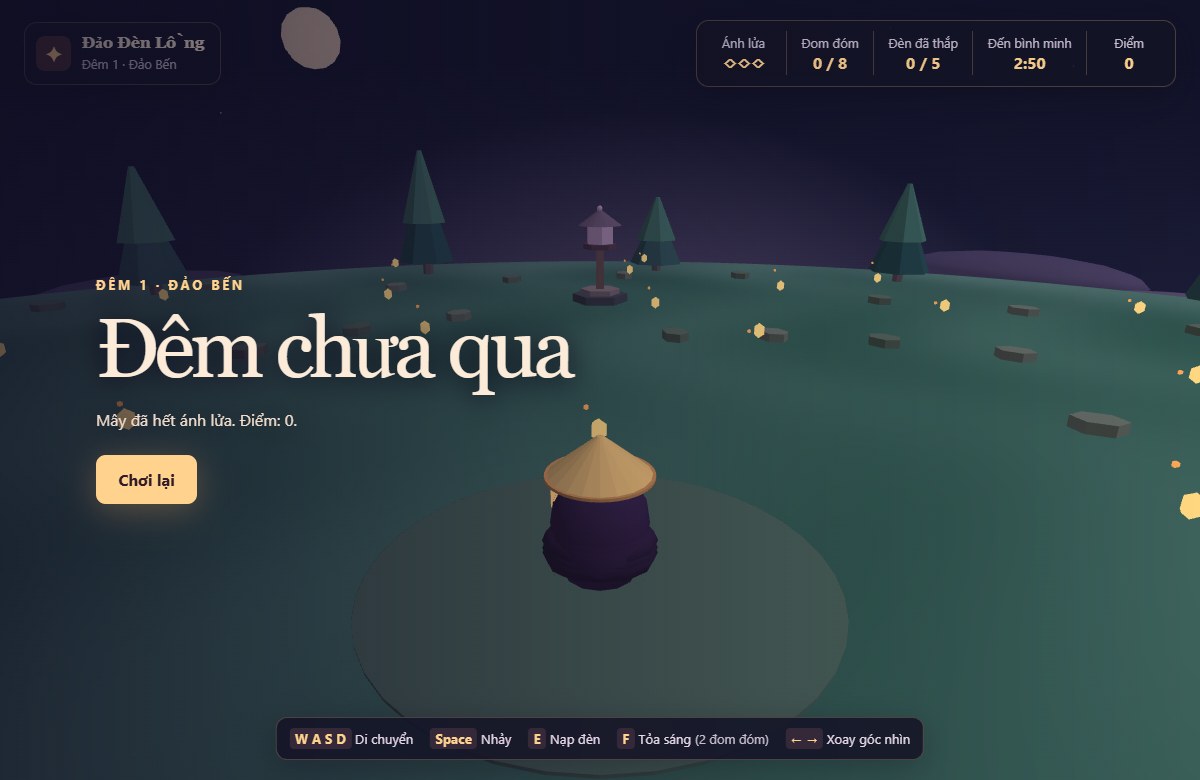 Đảo Đèn Lồng
Đêm 1 · Đảo Bến
Ánh lửa
Đom đóm
0 / 8
Đèn đã thắp
0 / 5
Đến bình minh
2:50
Điểm
0
ĐÊM 1 · ĐẢO BẾN
Đêm chưa qua
Mây đã hết ánh lửa. Điểm: 0.
Chơi lại
W A S D Di chuyển
Space Nhảy
E Nạp đèn
F Tỏa sáng (2 đom đóm)
← → Xoay góc nhìn